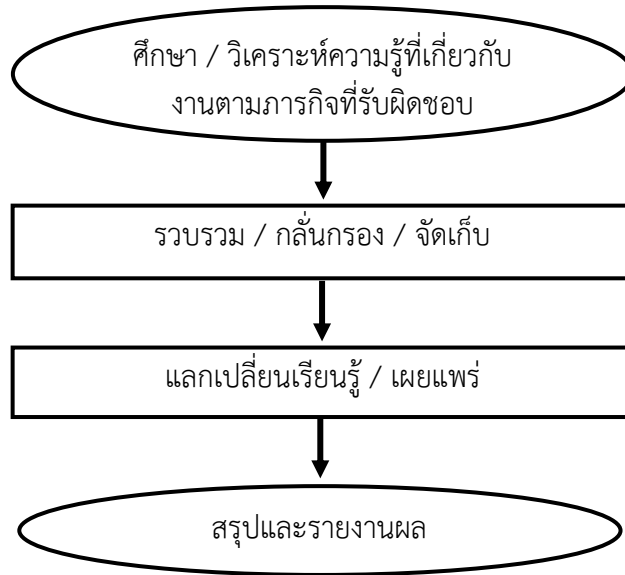 ศึกษา / วิเคราะห์ความรู้ที่เกี่ยวกับ
งานตามภารกิจที่รับผิดชอบ
รวบรวม / กลั่นกรอง / จัดเก็บ
แลกเปลี่ยนเรียนรู้ / เผยแพร่
สรุปและรายงานผล